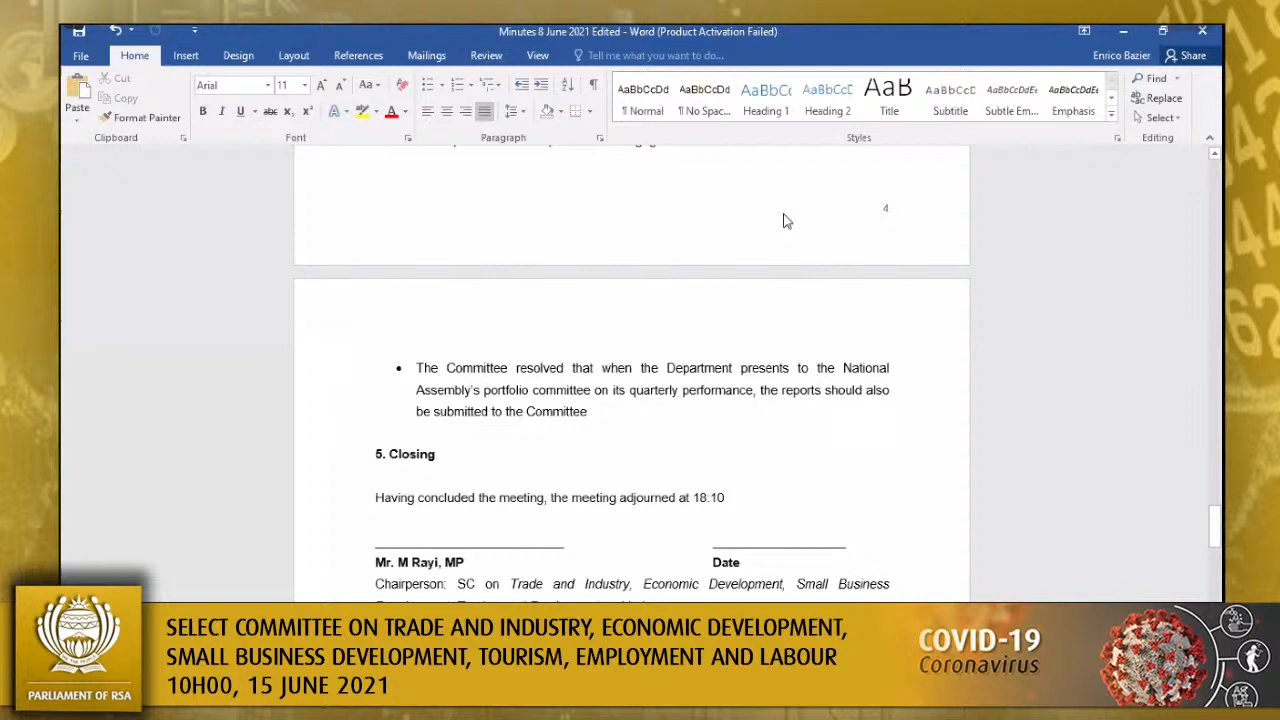 Minutes 8 June 2021 Edited - Word (Product Activation Failed)
File Home Insert Design Layout References Mailings Review View Tell me what you want to do... Enrico Bazier Share
Paste Cut Copy Format Painter
Arial 11
AaBbCcDd AaBbCcDd AaBbCc AaBbCcD AaB AaBbCcD AaBbCcDdE AaBbCcDdE
¶ Normal ¶ No Spac... Heading 1 Heading 2 Title Subtitle Subtle Em... Emphasis
Find Replace Select
Clipboard Font Paragraph Styles Editing
4
• The Committee resolved that when the Department presents to the National
Assembly's portfolio committee on its quarterly performance, the reports should also
be submitted to the Committee
5. Closing
Having concluded the meeting, the meeting adjourned at 18:10
Mr. M Rayi, MP Date
Chairperson: SC on Trade and Industry, Economic Development, Small Business
PARLIAMENT OF RSA
SELECT COMMITTEE ON TRADE AND INDUSTRY, ECONOMIC DEVELOPMENT,
SMALL BUSINESS DEVELOPMENT, TOURISM, EMPLOYMENT AND LABOUR
10H00, 15 JUNE 2021
COVID-19
Coronavirus